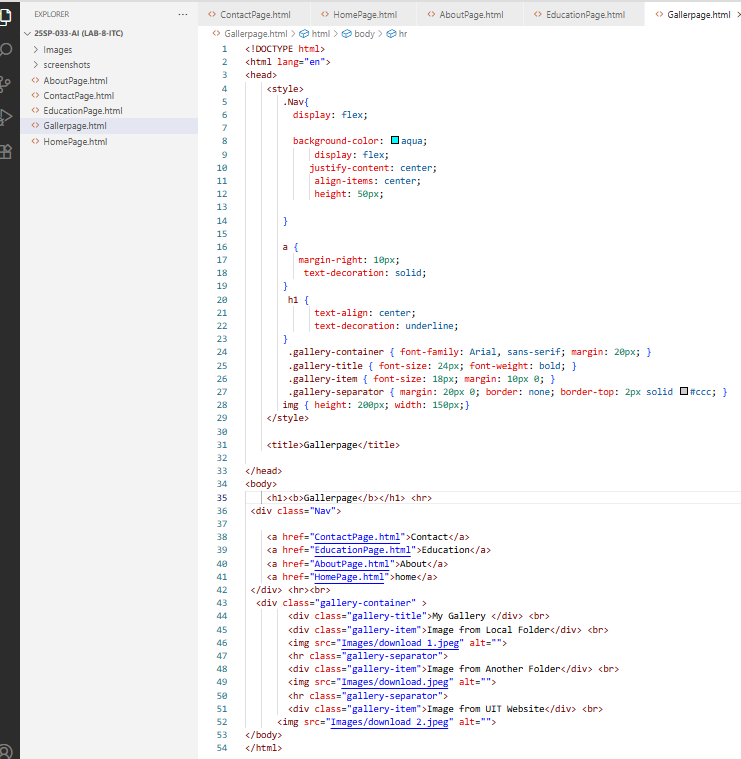 EXPLORER
...
25SP-033-AI (LAB-8-ITC)
Images
screenshots
AboutPage.html
ContactPage.html
EducationPage.html
Gallerpage.html
HomePage.html
ContactPage.html
HomePage.html
AboutPage.html
EducationPage.html
Gallerpage.html
Gallerpage.html > html > body > hr
1 <!DOCTYPE html>
2 <html lang="en">
3 <head>
4 <style>
5 .Nav{
6 display: flex;
7
8 background-color: aqua;
9 display: flex;
10 justify-content: center;
11 align-items: center;
12 height: 50px;
13
14 }
15
16 a {
17 margin-right: 10px;
18 text-decoration: solid;
19 }
20 h1 {
21 text-align: center;
22 text-decoration: underline;
23 }
24 .gallery-container { font-family: Arial, sans-serif; margin: 20px; }
25 .gallery-title { font-size: 24px; font-weight: bold; }
26 .gallery-item { font-size: 18px; margin: 10px 0; }
27 .gallery-separator { margin: 20px 0; border: none; border-top: 2px solid #ccc; }
28 img { height: 200px; width: 150px;}
29 </style>
30
31 <title>Gallerpage</title>
32
33 </head>
34 <body>
35 <h1><b>Gallerpage</b></h1> <hr>
36 <div class="Nav">
37
38 <a href="ContactPage.html">Contact</a>
39 <a href="EducationPage.html">Education</a>
40 <a href="AboutPage.html">About</a>
41 <a href="HomePage.html">home</a>
42 </div> <hr><br>
43 <div class="gallery-container" >
44 <div class="gallery-title">My Gallery </div> <br>
45 <div class="gallery-item">Image from Local Folder</div> <br>
46 <img src="Images/download 1.jpeg" alt="">
47 <hr class="gallery-separator">
48 <div class="gallery-item">Image from Another Folder</div> <br>
49 <img src="Images/download.jpeg" alt="">
50 <hr class="gallery-separator">
51 <div class="gallery-item">Image from UIT Website</div> <br>
52 <img src="Images/download 2.jpeg" alt="">
53 </body>
54 </html>